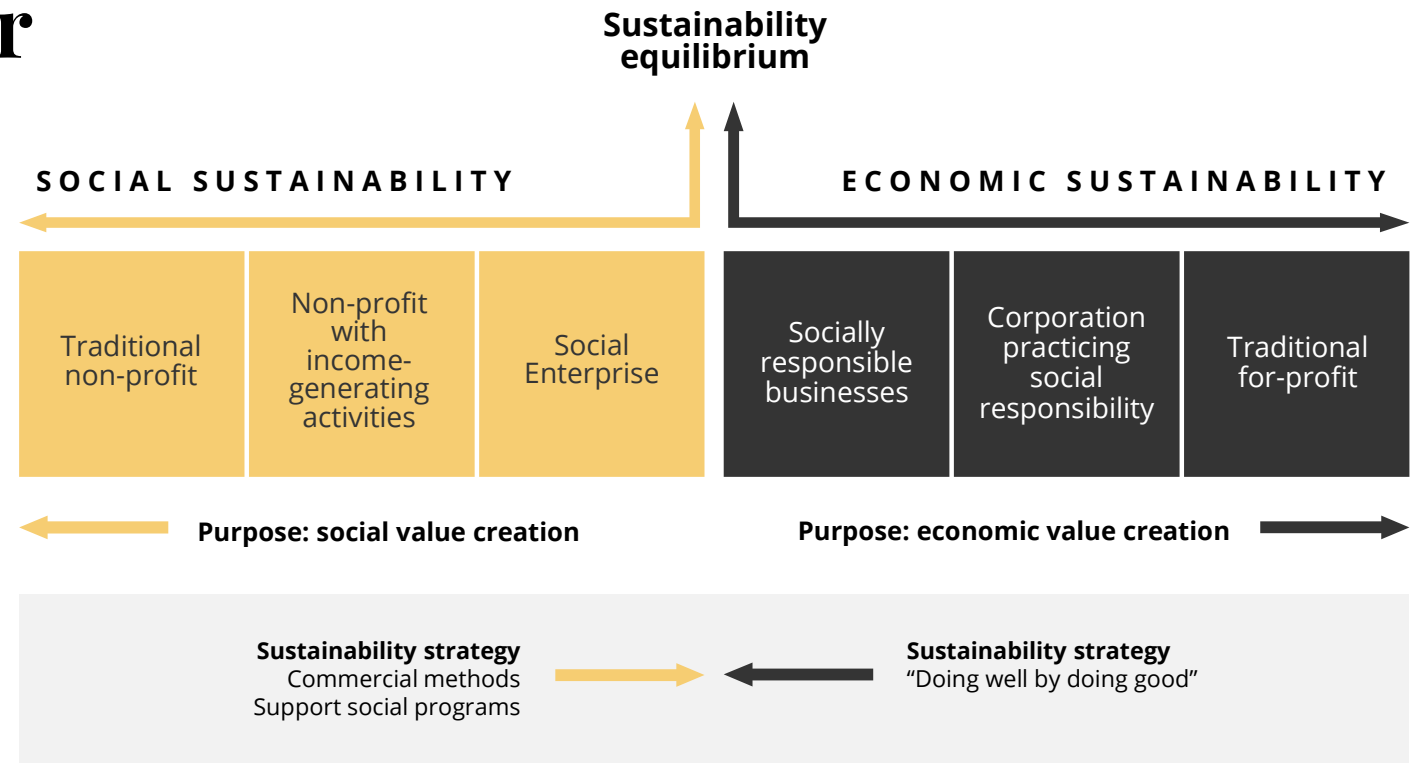 r
Sustainability
equilibrium
SOCIAL SUSTAINABILITY
ECONOMIC SUSTAINABILITY
Traditional
non-profit
Non-profit
with
income-
generating
activities
Social
Enterprise
Socially
responsible
businesses
Corporation
practicing
social
responsibility
Traditional
for-profit
Purpose: social value creation
Purpose: economic value creation
Sustainability strategy
Commercial methods
Support social programs
Sustainability strategy
“Doing well by doing good”